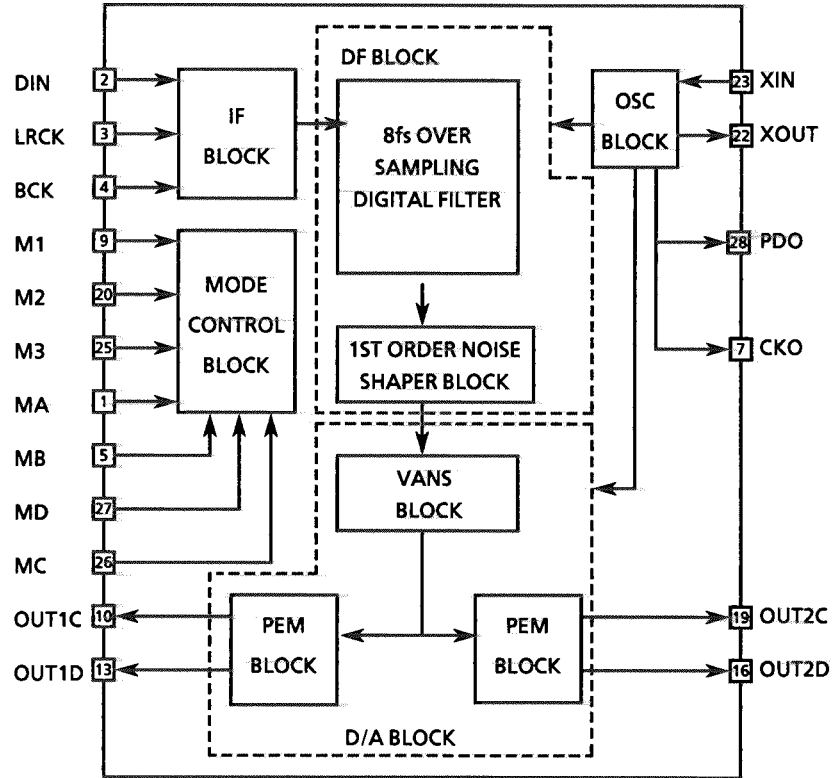 DIN
2
LRCK
3
BCK
4
M1
9
M2
20
M3
25
MA
1
MB
5
MD
27
MC
26
OUT1C
10
OUT1D
13
IF
BLOCK
MODE
CONTROL
BLOCK
DF BLOCK
8fs OVER
SAMPLING
DIGITAL FILTER
1ST ORDER NOISE
SHAPER BLOCK
VANS
BLOCK
PEM
BLOCK
PEM
BLOCK
D/A BLOCK
OSC
BLOCK
23
XIN
22
XOUT
28
PDO
7
CKO
19
OUT2C
16
OUT2D